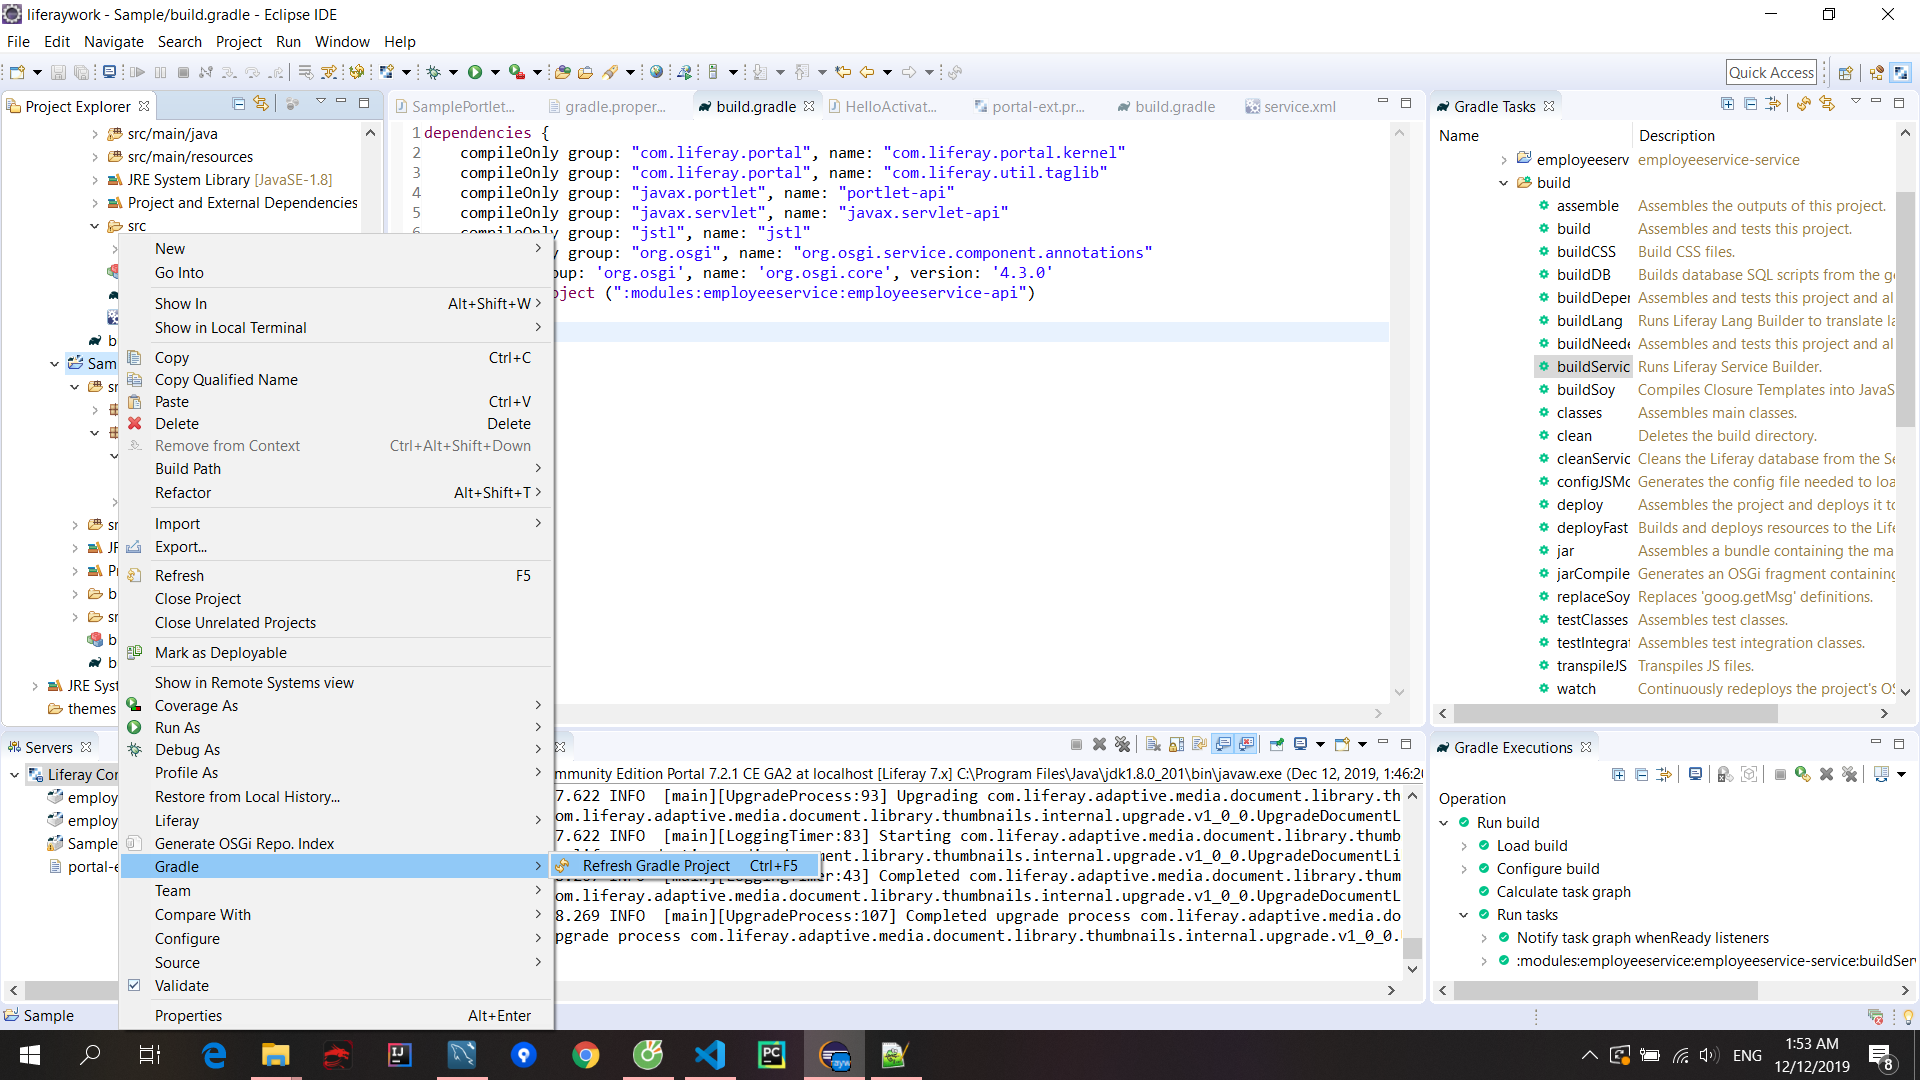 liferaywork - Sample/build.gradle - Eclipse IDE
File Edit Navigate Search Project Run Window Help
Quick Access
Project Explorer
src/main/java
src/main/resources
JRE System Library [JavaSE-1.8]
Project and External Dependencies
src
b
Sam
sr
sr
JF
Pr
b
sr
b
b
JRE Syst
themes
New
Go Into
Show In Alt+Shift+W
Show in Local Terminal
Copy Ctrl+C
Copy Qualified Name
Paste Ctrl+V
Delete Delete
Remove from Context Ctrl+Alt+Shift+Down
Build Path
Refactor Alt+Shift+T
Import
Export...
Refresh F5
Close Project
Close Unrelated Projects
Mark as Deployable
Show in Remote Systems view
Coverage As
Run As
Debug As
Profile As
Restore from Local History...
Liferay
Generate OSGi Repo. Index
Gradle
Team
Compare With
Configure
Source
Validate
Properties Alt+Enter
Refresh Gradle Project Ctrl+F5
SamplePortlet... gradle.proper... build.gradle HelloActivat... portal-ext.pr... build.gradle service.xml
1 dependencies {
2 compileOnly group: "com.liferay.portal", name: "com.liferay.portal.kernel"
3 compileOnly group: "com.liferay.portal", name: "com.liferay.util.taglib"
4 compileOnly group: "javax.portlet", name: "portlet-api"
5 compileOnly group: "javax.servlet", name: "javax.servlet-api"
6 compileOnly group: "jstl", name: "jstl"
y group: "org.osgi", name: "org.osgi.service.component.annotations"
oup: 'org.osgi', name: 'org.osgi.core', version: '4.3.0'
oject (":modules:employeeservice:employeeservice-api")
Servers
Liferay Con
employ
employ
Sample
portal-e
mmunity Edition Portal 7.2.1 CE GA2 at localhost [Liferay 7.x] C:\Program Files\Java\jdk1.8.0_201\bin\javaw.exe (Dec 12, 2019, 1:46:20
7.622 INFO [main][UpgradeProcess:93] Upgrading com.liferay.adaptive.media.document.library.th
om.liferay.adaptive.media.document.library.thumbnails.internal.upgrade.v1_0_0.UpgradeDocumentL
7.622 INFO [main][LoggingTimer:83] Starting com.liferay.adaptive.media.document.library.thumb
.library.thumbnails.internal.upgrade.v1_0_0.UpgradeDocumentLi
8.267 INFO [main][LoggingTimer:43] Completed com.liferay.adaptive.media.document.library.thum
om.liferay.adaptive.media.document.library.thumbnails.internal.upgrade.v1_0_0.UpgradeDocumentL
8.269 INFO [main][UpgradeProcess:107] Completed upgrade process com.liferay.adaptive.media.do
pgrade process com.liferay.adaptive.media.document.library.thumbnails.internal.upgrade.v1_0_0.
Gradle Tasks
Name Description
employeeserv employeeservice-service
build
assemble Assembles the outputs of this project.
build Assembles and tests this project.
buildCSS Build CSS files.
buildDB Builds database SQL scripts from the ge
buildDeper Assembles and tests this project and al
buildLang Runs Liferay Lang Builder to translate la
buildNeede Assembles and tests this project and al
buildServic Runs Liferay Service Builder.
buildSoy Compiles Closure Templates into JavaS
classes Assembles main classes.
clean Deletes the build directory.
cleanServic Cleans the Liferay database from the Se
configJSMo Generates the config file needed to loa
deploy Assembles the project and deploys it to
deployFast Builds and deploys resources to the Life
jar Assembles a bundle containing the ma
jarCompile Generates an OSGi fragment containing
replaceSoy Replaces 'goog.getMsg' definitions.
testClasses Assembles test classes.
testIntegrat Assembles test integration classes.
transpileJS Transpiles JS files.
watch Continuously redeploys the project's OS
Gradle Executions
Operation
Run build
Load build
Configure build
Calculate task graph
Run tasks
Notify task graph whenReady listeners
:modules:employeeservice:employeeservice-service:buildSer
Sample
ENG
1:53 AM
12/12/2019
8